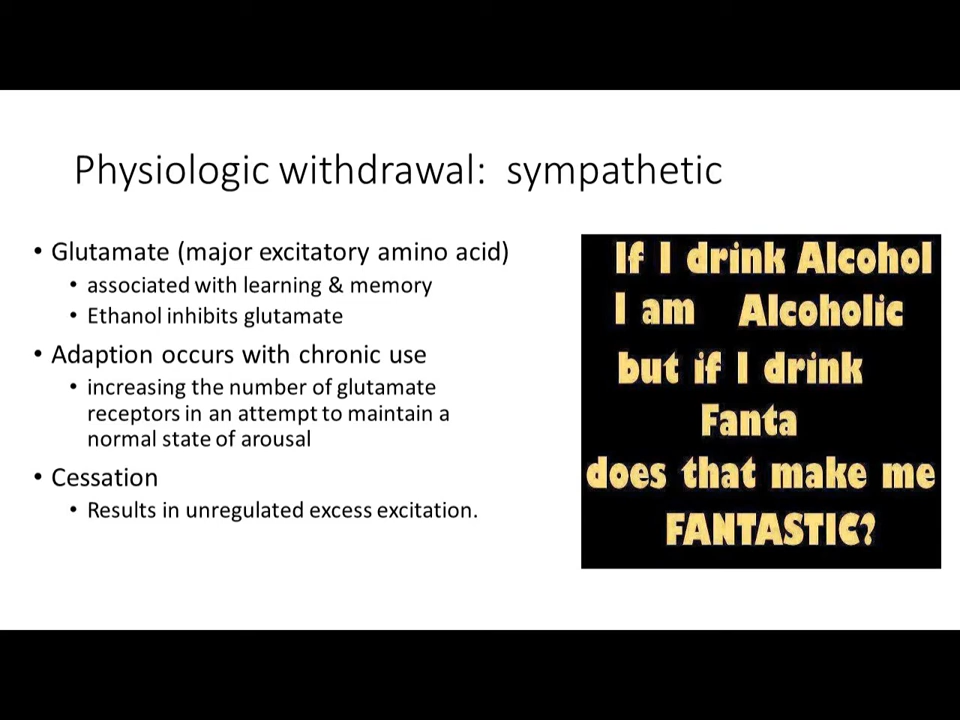 Physiologic withdrawal: sympathetic
• Glutamate (major excitatory amino acid)
• associated with learning & memory
• Ethanol inhibits glutamate
• Adaption occurs with chronic use
• increasing the number of glutamate
receptors in an attempt to maintain a
normal state of arousal
• Cessation
• Results in unregulated excess excitation.
If I drink Alcohol
I am Alcoholic
but if I drink
Fanta
does that make me
FANTASTIC?